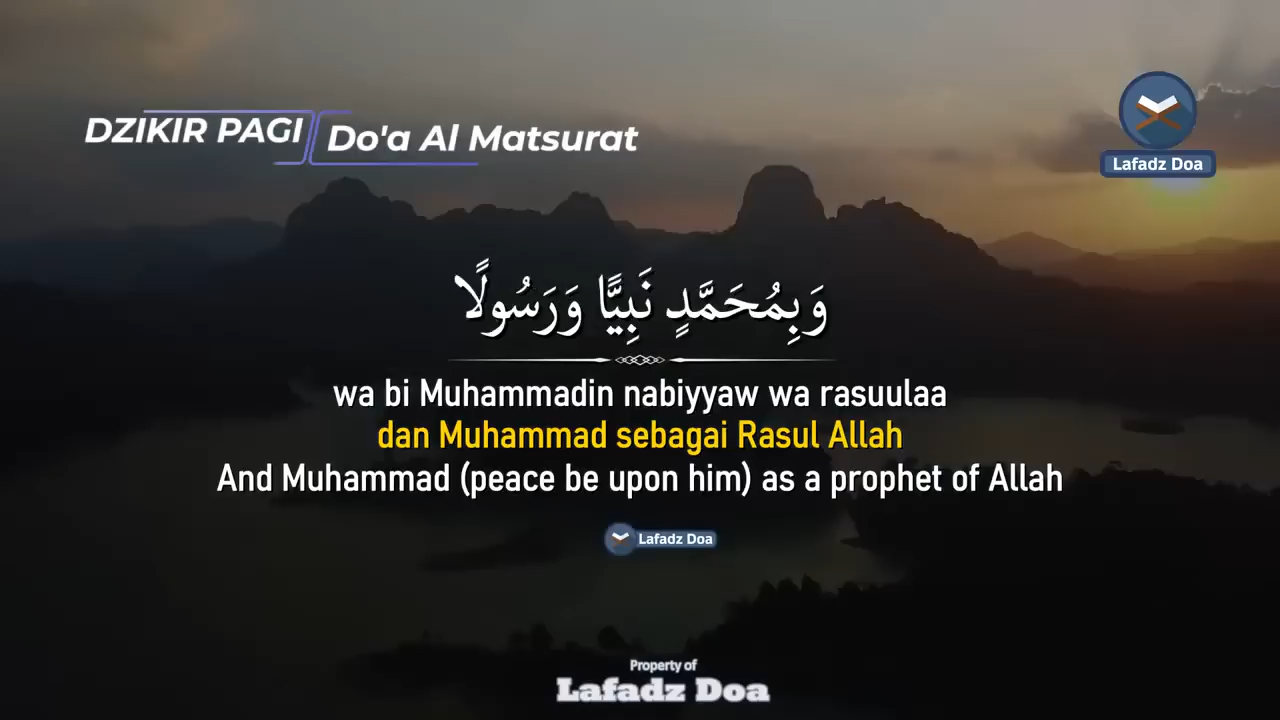 DZIKIR PAGI
Do'a Al Matsurat
Lafadz Doa
وَبِمُحَمَّدٍ نَبِيًّا وَرَسُولًا
wa bi Muhammadin nabiyyaw wa rasuulaa
dan Muhammad sebagai Rasul Allah
And Muhammad (peace be upon him) as a prophet of Allah
Lafadz Doa
Property of
Lafadz Doa